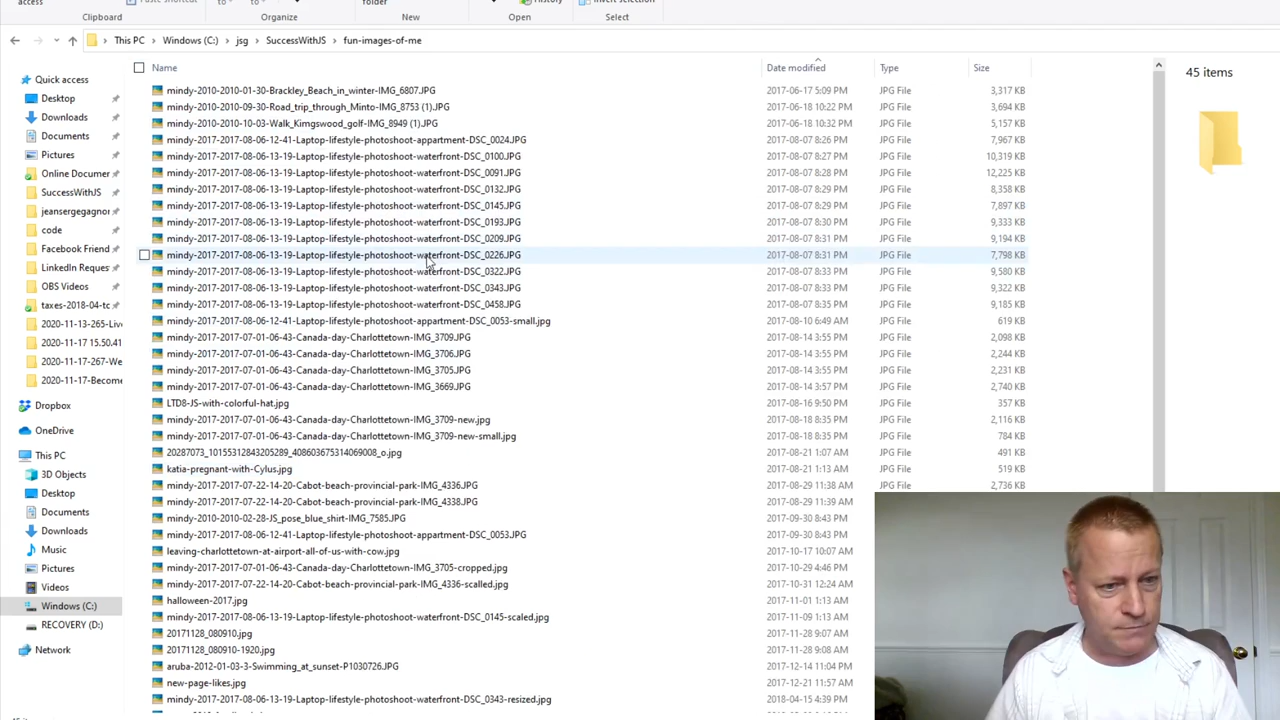 access
Paste shortcut
to
to
folder
History
Invert selection
Clipboard
Organize
New
Open
Select
This PC > Windows (C:) > jsg > SuccessWithJS > fun-images-of-me
Name Date modified Type Size
45 items
Quick access
Desktop
Downloads
Documents
Pictures
Online Documer
SuccessWithJS
jeansergegagnor
code
Facebook Friend
LinkedIn Reques
OBS Videos
taxes-2018-04-tc
2020-11-13-265-Liv
2020-11-17 15.50.41
2020-11-17-267-We
2020-11-17-Become
Dropbox
OneDrive
This PC
3D Objects
Desktop
Documents
Downloads
Music
Pictures
Videos
Windows (C:)
RECOVERY (D:)
Network
mindy-2010-2010-01-30-Brackley_Beach_in_winter-IMG_6807.JPG 2017-06-17 5:09 PM JPG File 3,317 KB
mindy-2010-2010-09-30-Road_trip_through_Minto-IMG_8753 (1).JPG 2017-06-18 10:22 PM JPG File 3,694 KB
mindy-2010-2010-10-03-Walk_Kimgswood_golf-IMG_8949 (1).JPG 2017-06-18 10:32 PM JPG File 5,157 KB
mindy-2017-2017-08-06-12-41-Laptop-lifestyle-photoshoot-appartment-DSC_0024.JPG 2017-08-07 8:26 PM JPG File 7,967 KB
mindy-2017-2017-08-06-13-19-Laptop-lifestyle-photoshoot-waterfront-DSC_0100.JPG 2017-08-07 8:27 PM JPG File 10,319 KB
mindy-2017-2017-08-06-13-19-Laptop-lifestyle-photoshoot-waterfront-DSC_0091.JPG 2017-08-07 8:28 PM JPG File 12,225 KB
mindy-2017-2017-08-06-13-19-Laptop-lifestyle-photoshoot-waterfront-DSC_0132.JPG 2017-08-07 8:29 PM JPG File 8,358 KB
mindy-2017-2017-08-06-13-19-Laptop-lifestyle-photoshoot-waterfront-DSC_0145.JPG 2017-08-07 8:29 PM JPG File 7,897 KB
mindy-2017-2017-08-06-13-19-Laptop-lifestyle-photoshoot-waterfront-DSC_0193.JPG 2017-08-07 8:30 PM JPG File 9,333 KB
mindy-2017-2017-08-06-13-19-Laptop-lifestyle-photoshoot-waterfront-DSC_0209.JPG 2017-08-07 8:31 PM JPG File 9,194 KB
mindy-2017-2017-08-06-13-19-Laptop-lifestyle-photoshoot-waterfront-DSC_0226.JPG 2017-08-07 8:31 PM JPG File 7,798 KB
mindy-2017-2017-08-06-13-19-Laptop-lifestyle-photoshoot-waterfront-DSC_0322.JPG 2017-08-07 8:33 PM JPG File 9,580 KB
mindy-2017-2017-08-06-13-19-Laptop-lifestyle-photoshoot-waterfront-DSC_0343.JPG 2017-08-07 8:33 PM JPG File 9,322 KB
mindy-2017-2017-08-06-13-19-Laptop-lifestyle-photoshoot-waterfront-DSC_0458.JPG 2017-08-07 8:35 PM JPG File 9,185 KB
mindy-2017-2017-08-06-12-41-Laptop-lifestyle-photoshoot-appartment-DSC_0053-small.jpg 2017-08-10 6:49 AM JPG File 619 KB
mindy-2017-2017-07-01-06-43-Canada-day-Charlottetown-IMG_3709.JPG 2017-08-14 3:55 PM JPG File 2,098 KB
mindy-2017-2017-07-01-06-43-Canada-day-Charlottetown-IMG_3706.JPG 2017-08-14 3:55 PM JPG File 2,244 KB
mindy-2017-2017-07-01-06-43-Canada-day-Charlottetown-IMG_3705.JPG 2017-08-14 3:55 PM JPG File 2,231 KB
mindy-2017-2017-07-01-06-43-Canada-day-Charlottetown-IMG_3669.JPG 2017-08-14 3:57 PM JPG File 2,740 KB
LTD8-JS-with-colorful-hat.jpg 2017-08-16 9:50 PM JPG File 357 KB
mindy-2017-2017-07-01-06-43-Canada-day-Charlottetown-IMG_3709-new.jpg 2017-08-18 8:35 PM JPG File 2,116 KB
mindy-2017-2017-07-01-06-43-Canada-day-Charlottetown-IMG_3709-new-small.jpg 2017-08-18 8:35 PM JPG File 784 KB
20287073_10155312843205289_408603675314069008_o.jpg 2017-08-21 1:07 AM JPG File 491 KB
katia-pregnant-with-Cylus.jpg 2017-08-21 1:13 AM JPG File 519 KB
mindy-2017-2017-07-22-14-20-Cabot-beach-provincial-park-IMG_4336.JPG 2017-08-29 11:38 AM JPG File 2,736 KB
mindy-2017-2017-07-22-14-20-Cabot-beach-provincial-park-IMG_4338.JPG 2017-08-29 11:39 AM
mindy-2010-2010-02-28-JS_pose_blue_shirt-IMG_7585.JPG 2017-09-30 8:43 PM
mindy-2017-2017-08-06-12-41-Laptop-lifestyle-photoshoot-appartment-DSC_0053.JPG 2017-09-30 8:43 PM
leaving-charlottetown-at-airport-all-of-us-with-cow.jpg 2017-10-17 10:07 AM
mindy-2017-2017-07-01-06-43-Canada-day-Charlottetown-IMG_3705-cropped.jpg 2017-10-29 4:46 PM
mindy-2017-2017-07-22-14-20-Cabot-beach-provincial-park-IMG_4336-scalled.jpg 2017-10-31 12:24 AM
halloween-2017.jpg 2017-11-01 1:13 AM
mindy-2017-2017-08-06-13-19-Laptop-lifestyle-photoshoot-waterfront-DSC_0145-scaled.jpg 2017-11-09 1:13 AM
20171128_080910.jpg 2017-11-28 9:07 AM
20171128_080910-1920.jpg 2017-11-28 9:08 AM
aruba-2012-01-03-3-Swimming_at_sunset-P1030726.JPG 2017-12-14 11:04 PM
new-page-likes.jpg 2017-12-21 11:57 AM
mindy-2017-2017-08-06-13-19-Laptop-lifestyle-photoshoot-waterfront-DSC_0343-resized.jpg 2018-04-15 4:39 PM